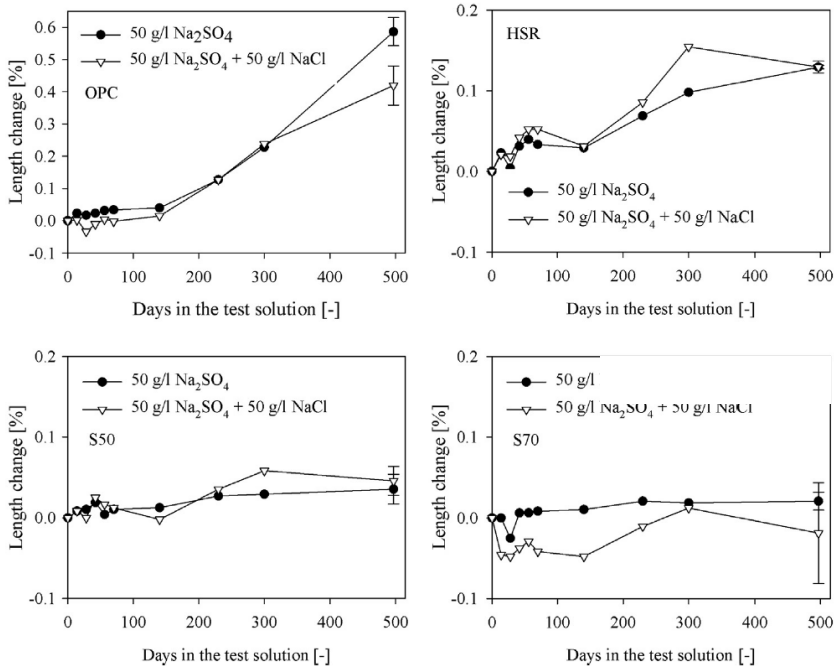 Length change [%]
0.6
0.5
0.4
0.3
0.2
0.1
0.0
-0.1
50 g/l Na2SO4
50 g/l Na2SO4 + 50 g/l NaCl
OPC
0 100 200 300 400 500
Days in the test solution [-]
Length change [%]
0.2
0.1
0.0
-0.1
HSR
50 g/l Na2SO4
50 g/l Na2SO4 + 50 g/l NaCl
0 100 200 300 400 500
Days in the test solution [-]
Length change [%]
0.2
0.1
0.0
-0.1
50 g/l Na2SO4
50 g/l Na2SO4 + 50 g/l NaCl
S50
0 100 200 300 400 500
Days in the test solution [-]
Length change [%]
0.2
0.1
0.0
-0.1
50 g/l
50 g/l Na2SO4 + 50 g/l NaCl
S70
0 100 200 300 400 500
Days in the test solution [-]